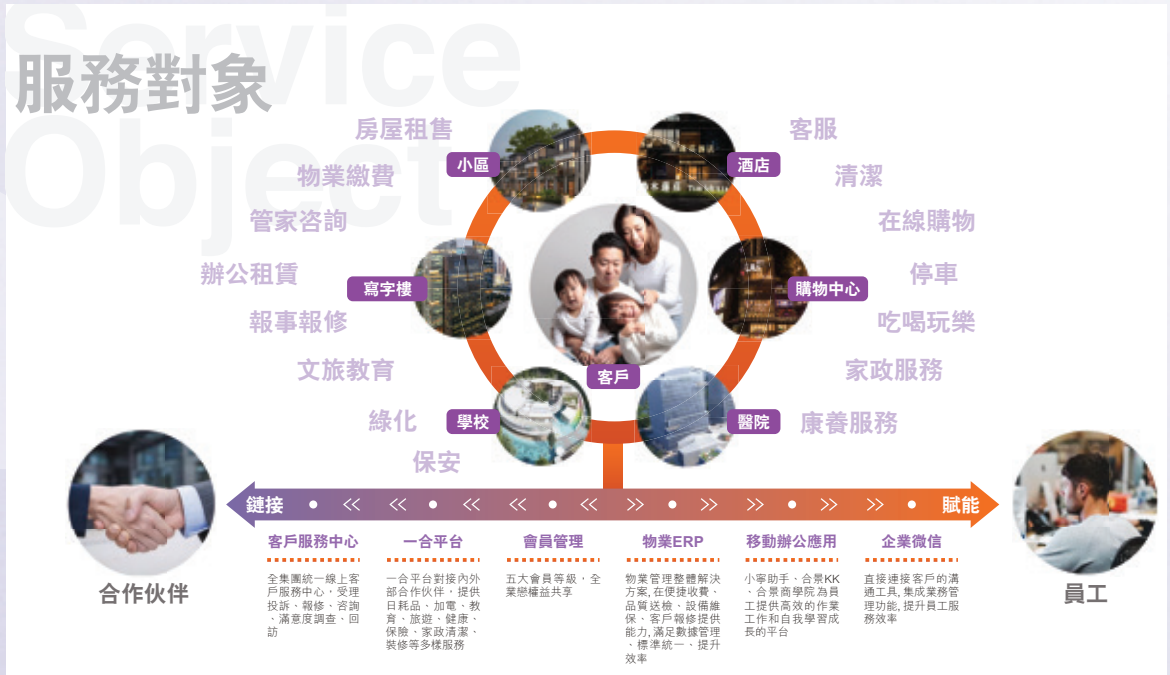 Service
Object
服務對象
房屋租售
物業繳費
管家咨詢
辦公租賃
報事報修
文旅教育
綠化
保安
小區
酒店
寫字樓
購物中心
客戶
學校
醫院
客服
清潔
在線購物
停車
吃喝玩樂
家政服務
康養服務
合作伙伴
鏈接
賦能
員工
客戶服務中心
全集團統一線上客
戶服務中心，受理
投訴、報修、咨詢
、滿意度調查、回
訪
一合平台
一合平台對接內外
部合作伙伴，提供
日耗品、加電、教
育、旅遊、健康、
保險、家政清潔、
裝修等多樣服務
會員管理
五大會員等級，全
業戀權益共享
物業ERP
物業管理整體解決
方案,在便捷收費、
品質送檢、設備維
保、客戶報修提供
能力,滿足數據管理
、標準統一、提升
效率
移動辦公應用
小寧助手、合景KK
、合景商學院為員
工提供高效的作業
工作和自我學習成
長的平台
企業微信
直接連接客戶的溝
通工具,集成業務管
理功能,提升員工服
務效率